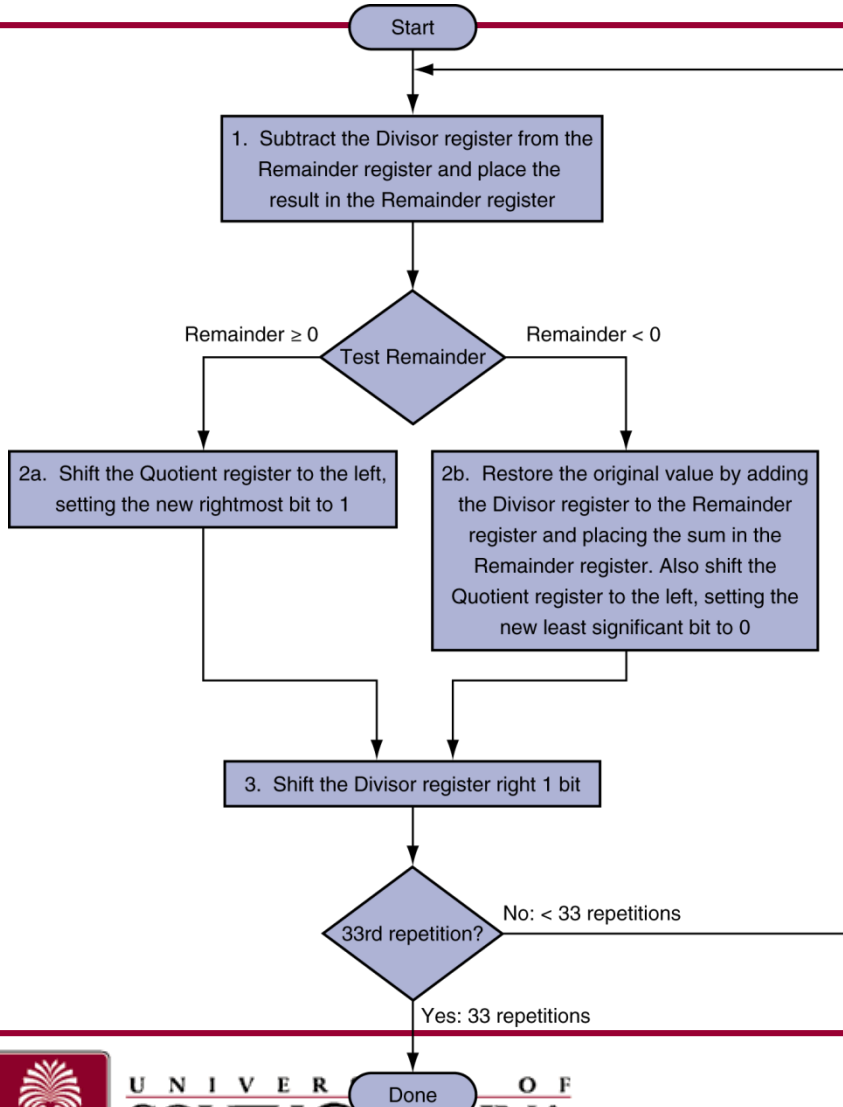 Start
1. Subtract the Divisor register from the
Remainder register and place the
result in the Remainder register
Remainder ≥ 0
Remainder < 0
Test Remainder
2a. Shift the Quotient register to the left,
setting the new rightmost bit to 1
2b. Restore the original value by adding
the Divisor register to the Remainder
register and placing the sum in the
Remainder register. Also shift the
Quotient register to the left, setting the
new least significant bit to 0
3. Shift the Divisor register right 1 bit
No: < 33 repetitions
33rd repetition?
Yes: 33 repetitions
Done
OF